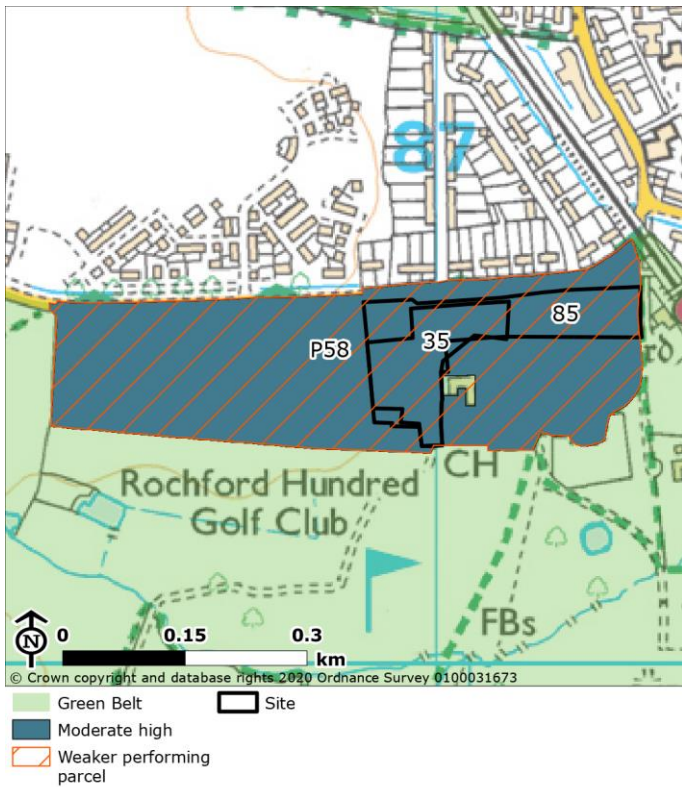 87
85
P58
35
rd
CH
Rochford Hundred
Golf Club
FBs
N
0 0.15 0.3
km
© Crown copyright and database rights 2020 Ordnance Survey 0100031673
Green Belt
Site
Moderate high
Weaker performing
parcel